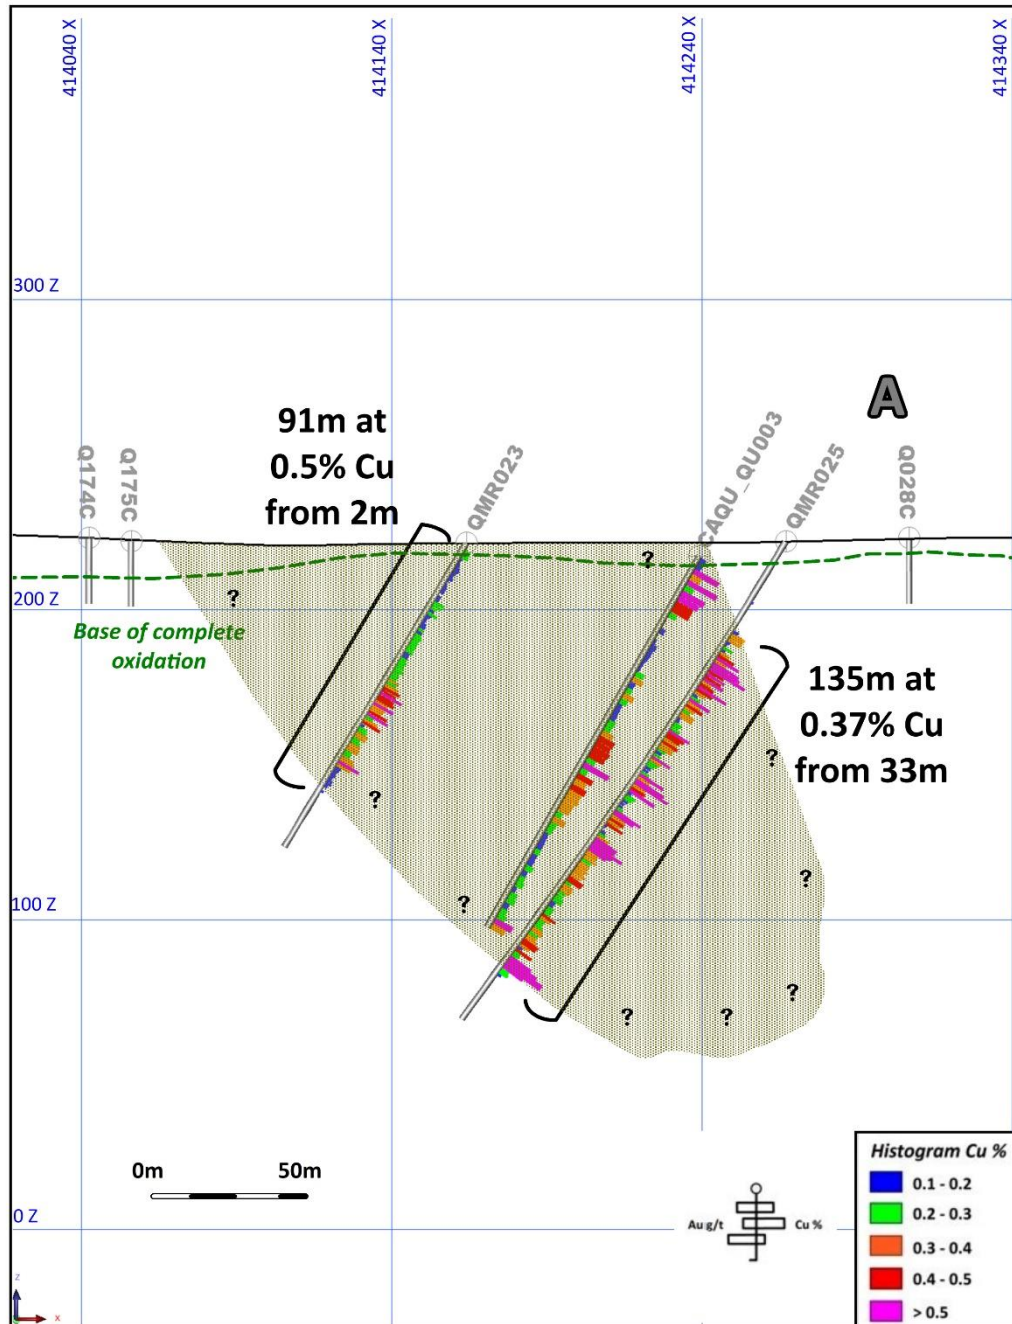 414040 X
414140 X
414240 X
414340 X
300 Z
A
91m at
0.5% Cu
from 2m
Q174C
Q175C
QMR023
CAQU_QU003
QMR025
Q028C
?
?
200 Z
Base of complete
oxidation
135m at
0.37% Cu
from 33m
?
?
?
?
100 Z
?
?
?
0m
50m
0 Z
Au g/t
Cu %
Histogram Cu %
0.1 - 0.2
0.2 - 0.3
0.3 - 0.4
0.4 - 0.5
> 0.5
z
x